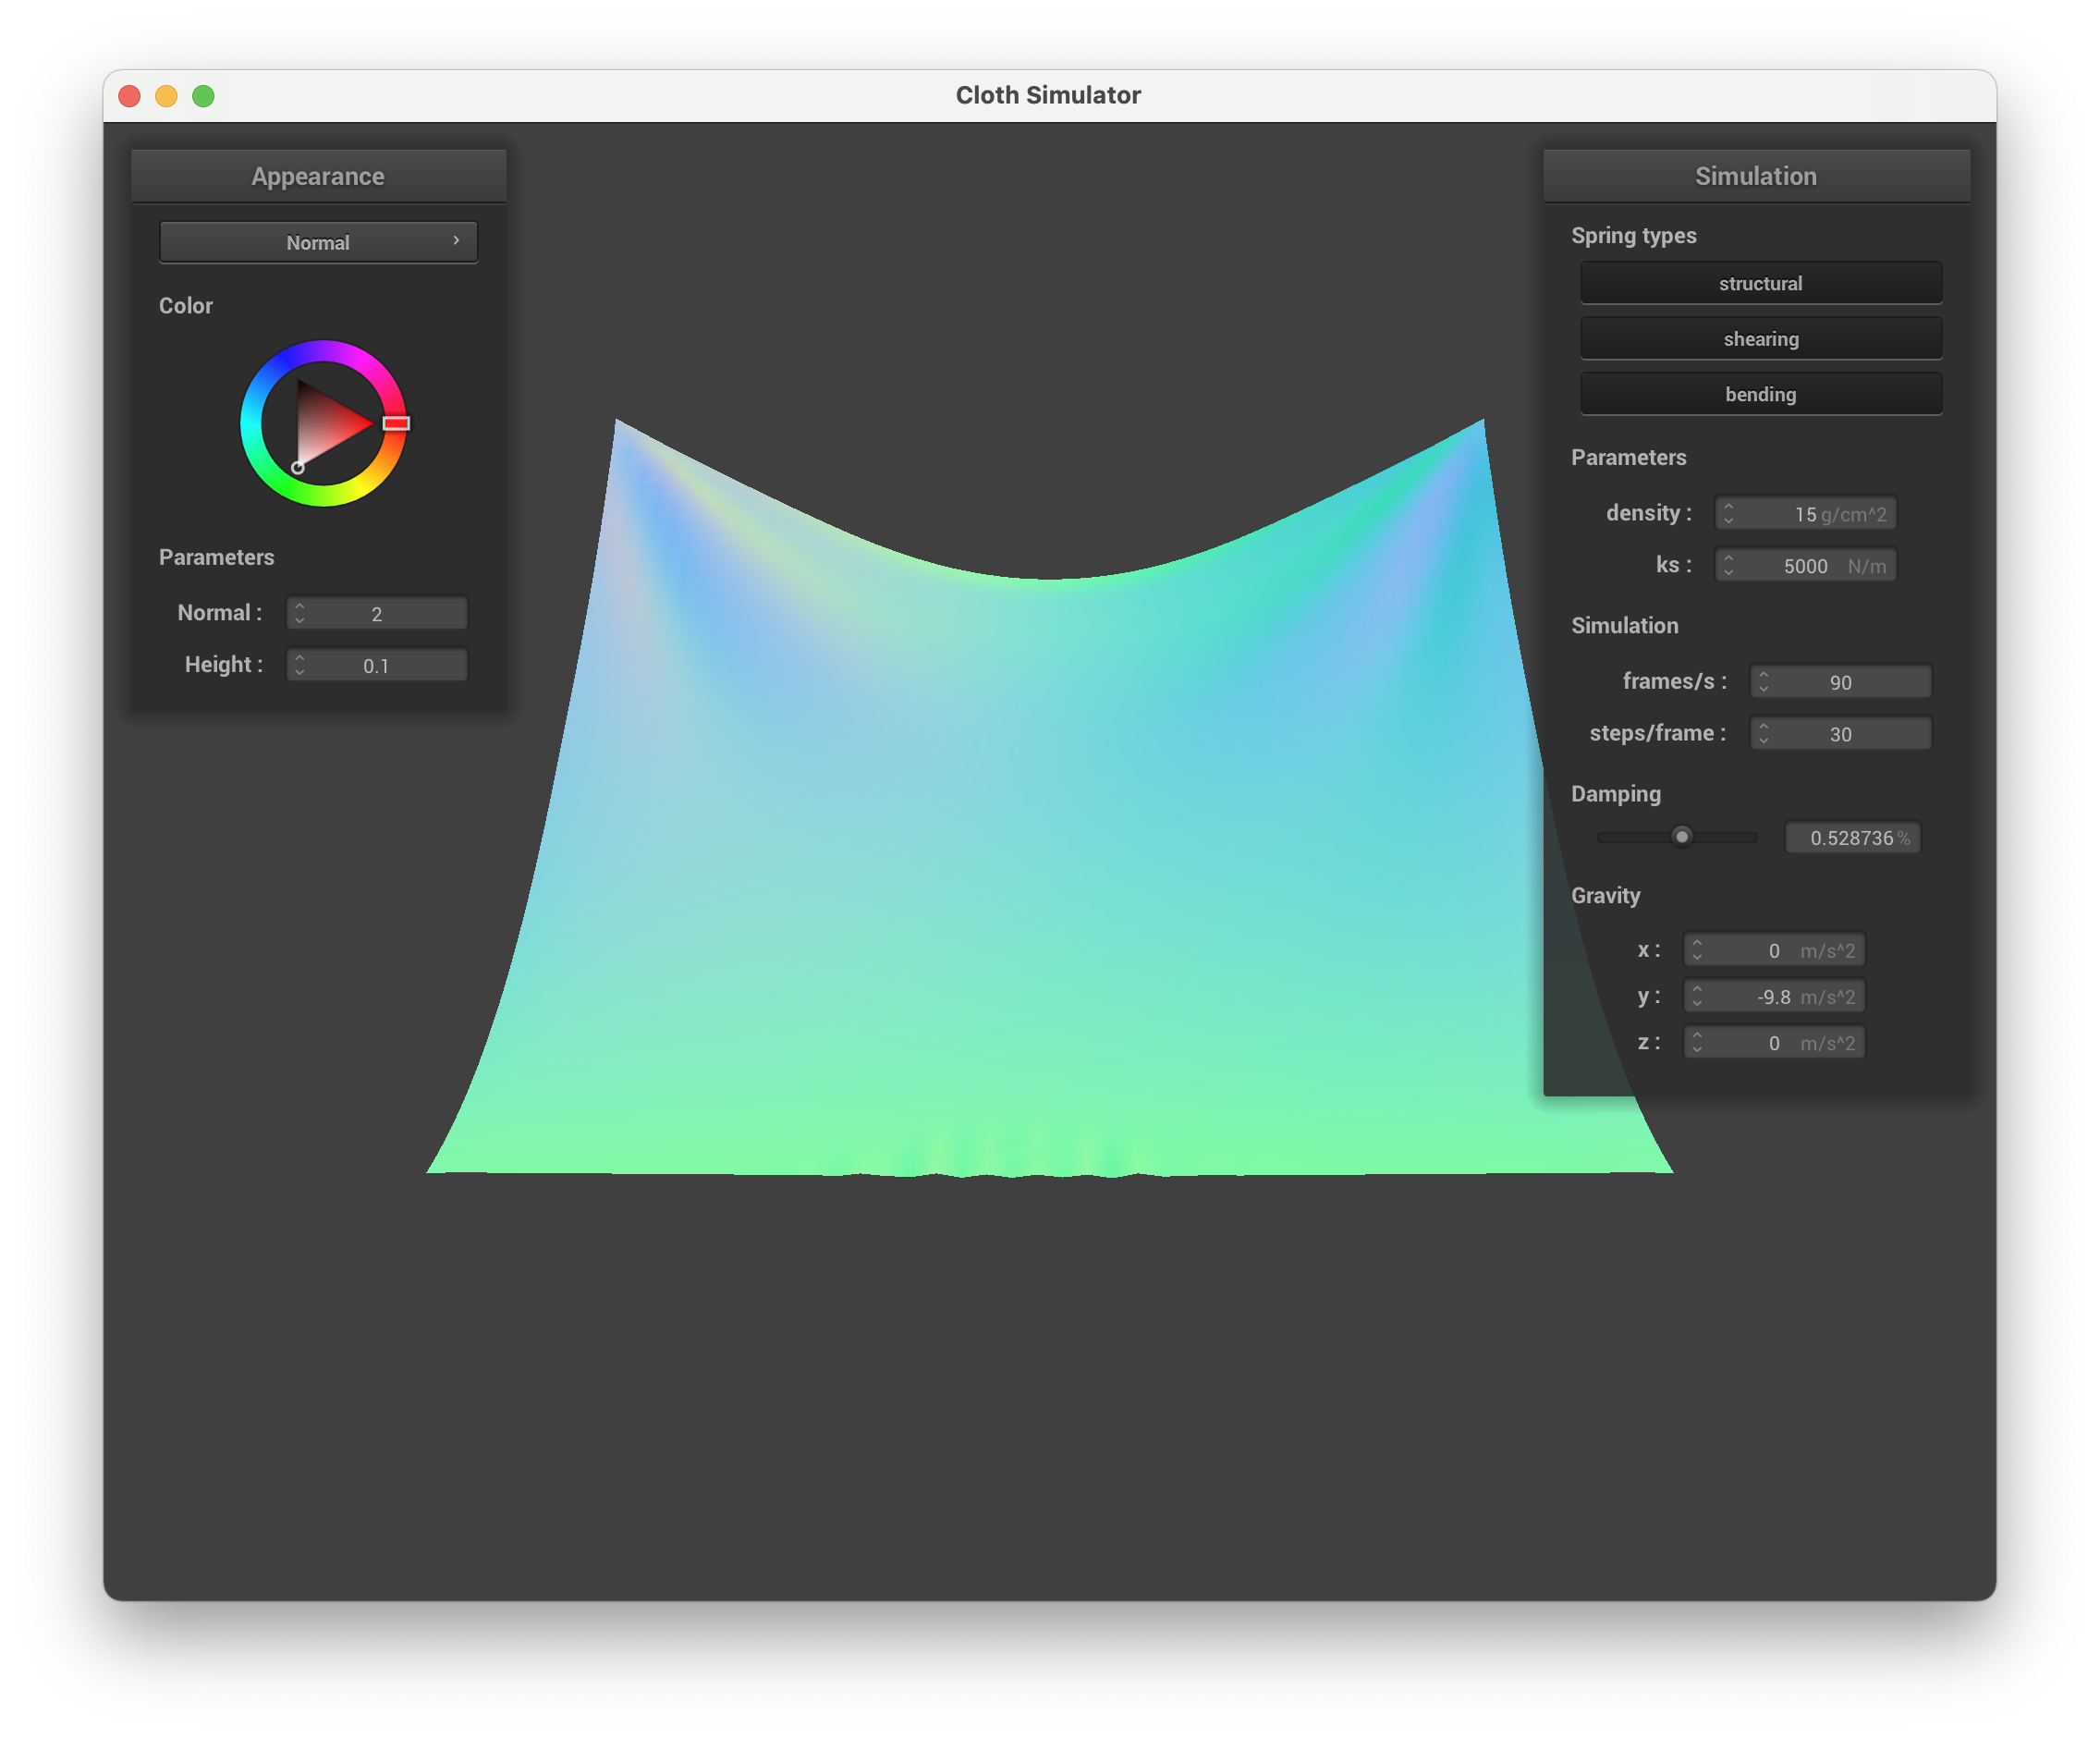 Cloth Simulator
Appearance
Normal
Color
Parameters
Normal : 2
Height : 0.1
Simulation
Spring types
structural
shearing
bending
Parameters
density : 15 g/cm^2
ks : 5000 N/m
Simulation
frames/s : 90
steps/frame : 30
Damping
0.528736 %
Gravity
x : 0 m/s^2
y : -9.8 m/s^2
z : 0 m/s^2